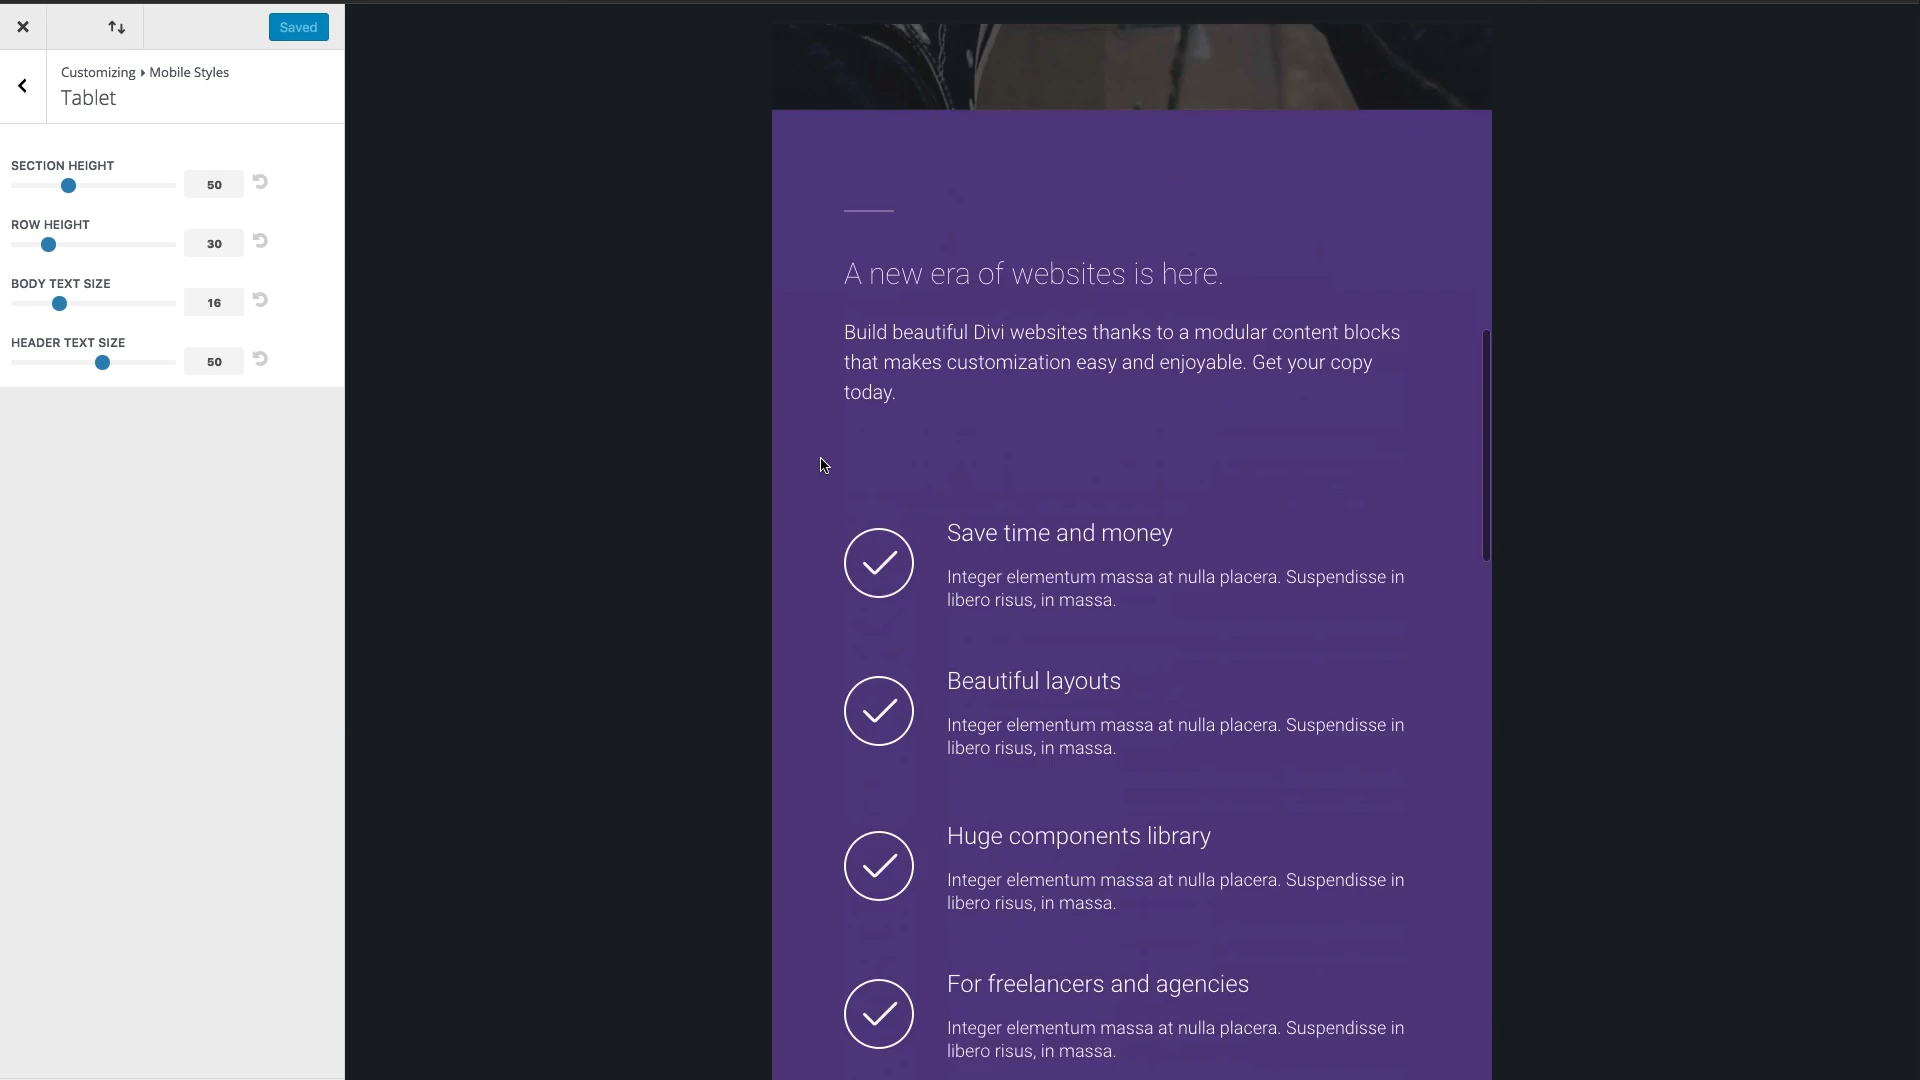 Saved
Customizing ▸ Mobile Styles
Tablet
SECTION HEIGHT
50
ROW HEIGHT
30
BODY TEXT SIZE
16
HEADER TEXT SIZE
50
A new era of websites is here.
Build beautiful Divi websites thanks to a modular content blocks
that makes customization easy and enjoyable. Get your copy
today.
Save time and money
Integer elementum massa at nulla placera. Suspendisse in
libero risus, in massa.
Beautiful layouts
Integer elementum massa at nulla placera. Suspendisse in
libero risus, in massa.
Huge components library
Integer elementum massa at nulla placera. Suspendisse in
libero risus, in massa.
For freelancers and agencies
Integer elementum massa at nulla placera. Suspendisse in
libero risus, in massa.